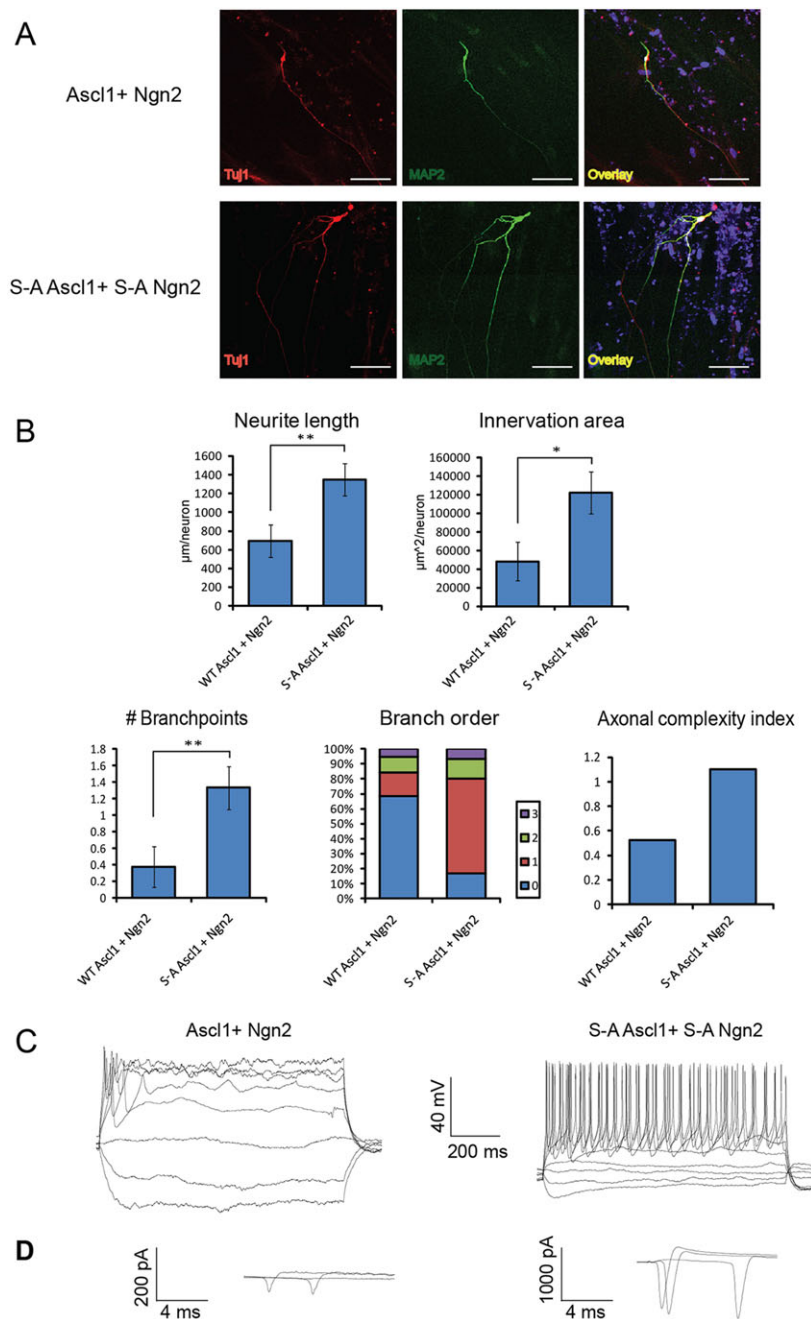 A
Ascl1+ Ngn2
Tuj1
MAP2
Overlay
S-A Ascl1+ S-A Ngn2
Tuj1
MAP2
Overlay
B
Neurite length
**
µm/neuron
1600
1400
1200
1000
800
600
400
200
0
WT Ascl1 + Ngn2
S-A Ascl1 + Ngn2
Innervation area
*
µm^2/neuron
160000
140000
120000
100000
80000
60000
40000
20000
0
WT Ascl1 + Ngn2
S-A Ascl1 + Ngn2
# Branchpoints
**
1.8
1.6
1.4
1.2
1
0.8
0.6
0.4
0.2
0
WT Ascl1 + Ngn2
S-A Ascl1 + Ngn2
Branch order
100%
90%
80%
70%
60%
50%
40%
30%
20%
10%
0%
WT Ascl1 + Ngn2
S-A Ascl1 + Ngn2
3
2
1
0
Axonal complexity index
1.2
1
0.8
0.6
0.4
0.2
0
WT Ascl1 + Ngn2
S-A Ascl1 + Ngn2
C
Ascl1+ Ngn2
S-A Ascl1+ S-A Ngn2
40 mV
200 ms
D
200 pA
4 ms
1000 pA
4 ms